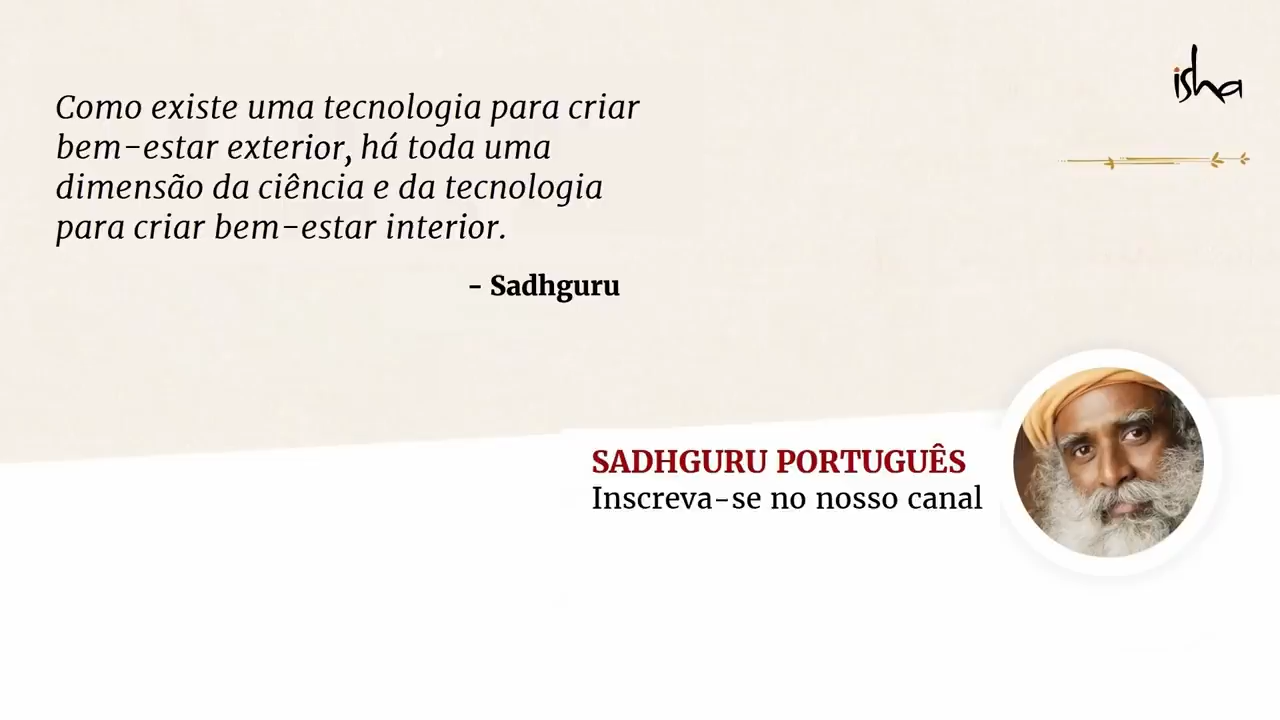 isha
Como existe uma tecnologia para criar
bem-estar exterior, há toda uma
dimensão da ciência e da tecnologia
para criar bem-estar interior.
- Sadhguru
SADHGURU PORTUGUÊS
Inscreva-se no nosso canal